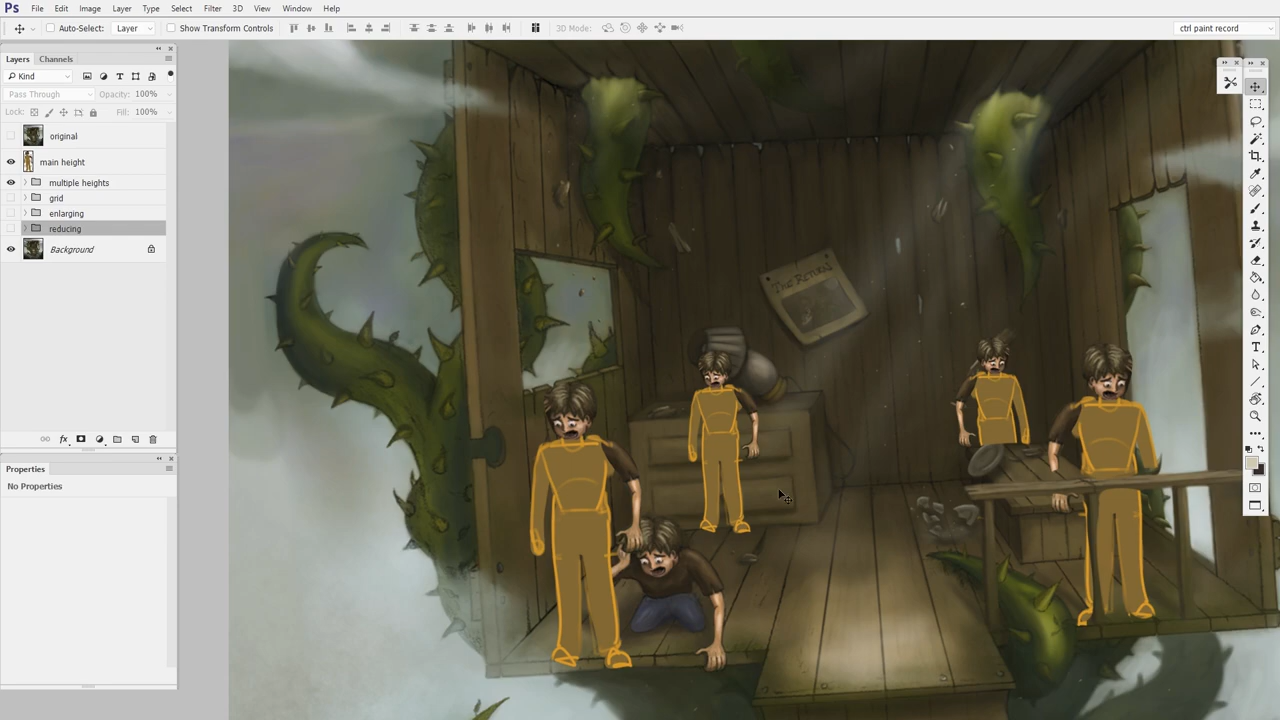 Ps File Edit Image Layer Type Select Filter 3D View Window Help
Auto-Select: Layer Show Transform Controls 3D Mode: ctrl paint record
Layers Channels
Kind
Pass Through Opacity: 100%
Lock: Fill: 100%
original
main height
multiple heights
grid
enlarging
reducing
Background
fx
Properties
No Properties
THE RETURN